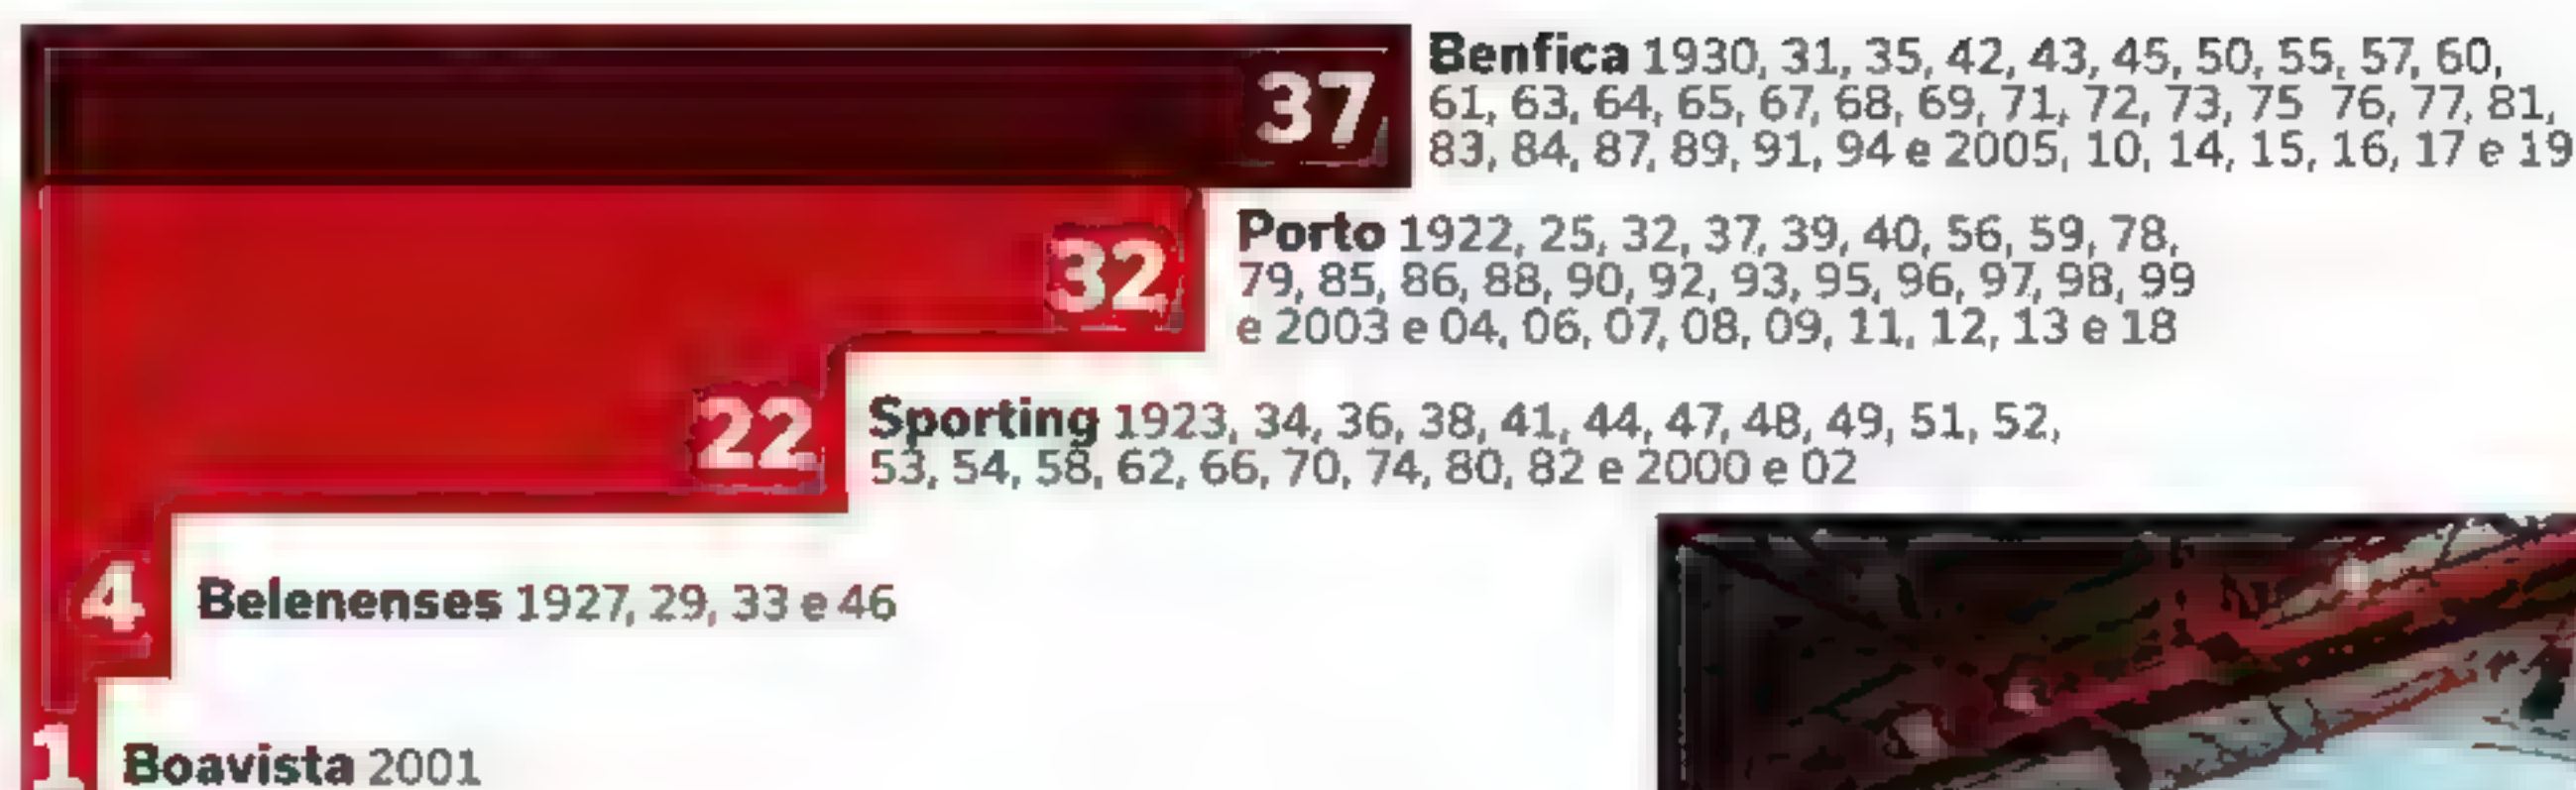 37
Benfica 1930, 31, 35, 42, 43, 45, 50, 55, 57, 60,
61, 63, 64, 65, 67, 68, 69, 71, 72, 73, 75 76, 77, 81,
83, 84, 87, 89, 91, 94 e 2005, 10, 14, 15, 16, 17 e 19
32
Porto 1922, 25, 32, 37, 39, 40, 56, 59, 78,
79, 85, 86, 88, 90, 92, 93, 95, 96, 97, 98, 99
e 2003 e 04, 06, 07, 08, 09, 11, 12, 13 e 18
22
Sporting 1923, 34, 36, 38, 41, 44, 47, 48, 49, 51, 52,
53, 54, 58, 62, 66, 70, 74, 80, 82 e 2000 e 02
4
Belenenses 1927, 29, 33 e 46
1
Boavista 2001